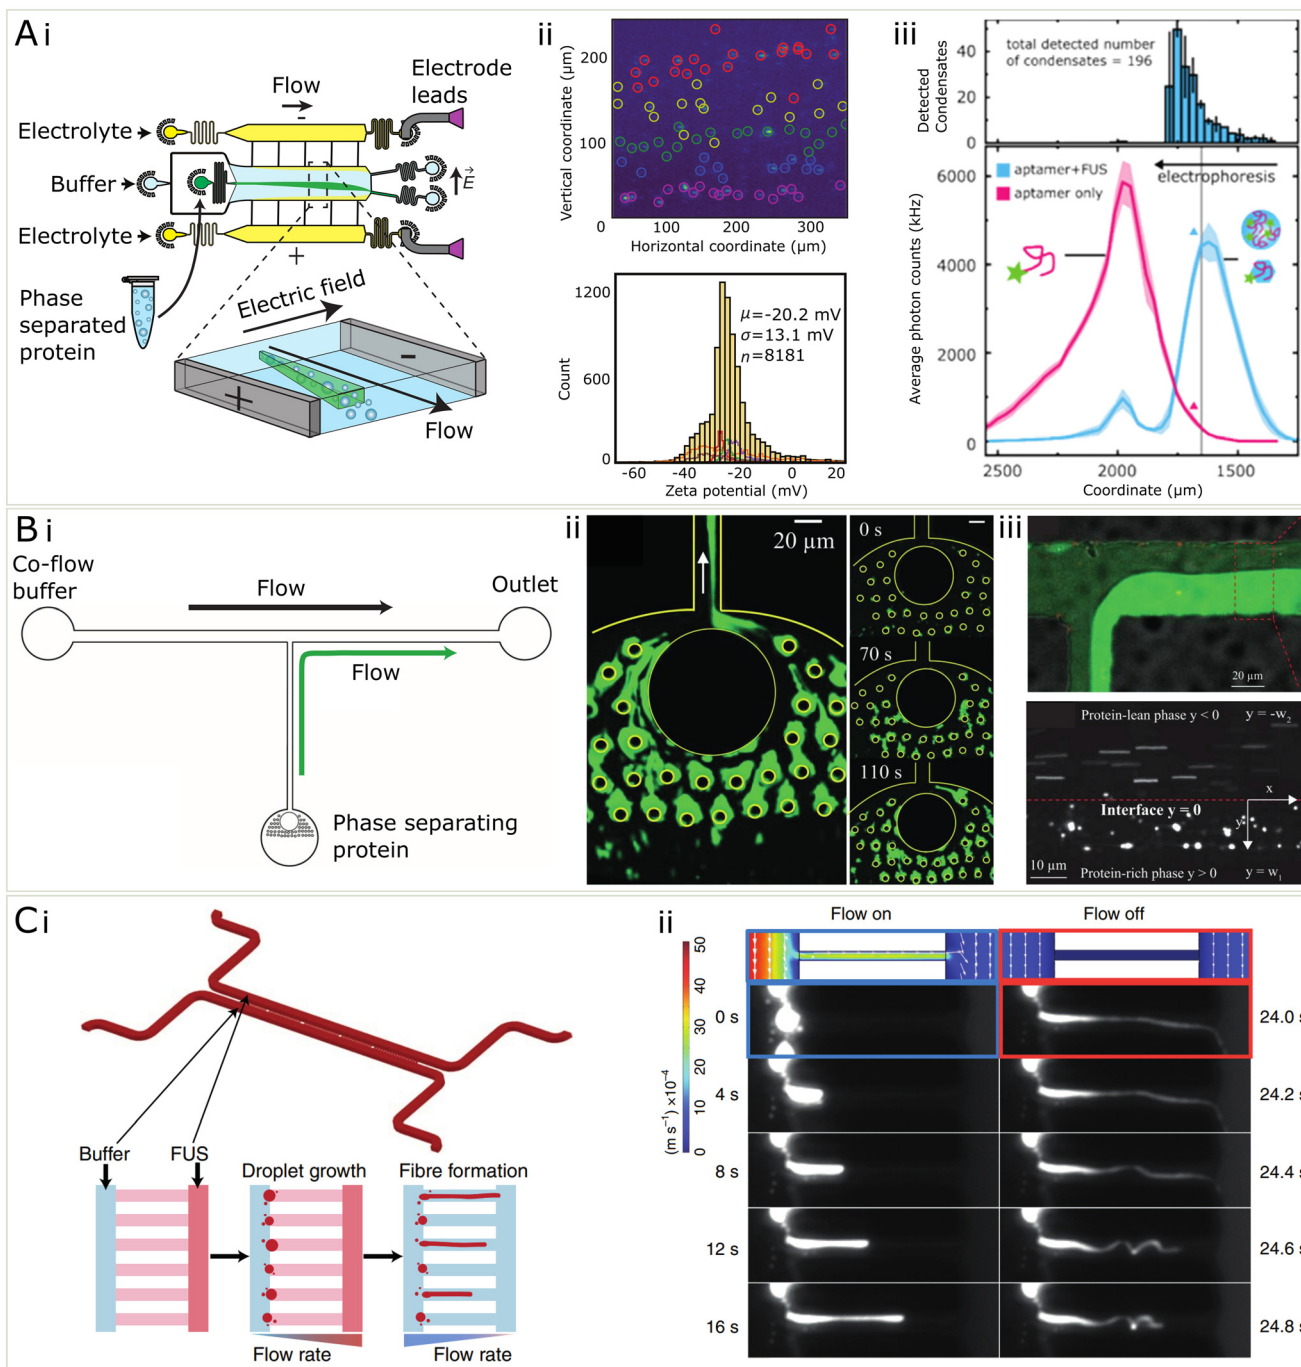 A i
Flow
-
Electrode
leads
Electrolyte
Buffer
E
Electrolyte
+
Phase
separated
protein
Electric field
-
+
Flow
ii
Vertical coordinate (µm)
200
100
0
0
100
200
300
Horizontal coordinate (µm)
Count
1200
600
0
µ=-20.2 mV
σ=13.1 mV
n=8181
-60
-40
-20
0
20
Zeta potential (mV)
iii
Detected
Condensates
40
20
0
total detected number
of condensates = 196
Average photon counts (kHz)
6000
4000
2000
0
aptamer+FUS
aptamer only
electrophoresis
2500
2000
1500
Coordinate (µm)
B i
Co-flow
buffer
Flow
Outlet
Flow
Phase separating
protein
ii
20 µm
0 s
70 s
110 s
iii
20 µm
Protein-lean phase y < 0
y = -w2
x
Interface y = 0
y
10 µm
Protein-rich phase y > 0
y = w1
C i
Buffer
FUS
Droplet growth
Fibre formation
Flow rate
Flow rate
ii
Flow on
Flow off
50
40
30
20
10
0
(m s⁻¹) ×10⁻⁴
0 s
24.0 s
4 s
24.2 s
8 s
24.4 s
12 s
24.6 s
16 s
24.8 s